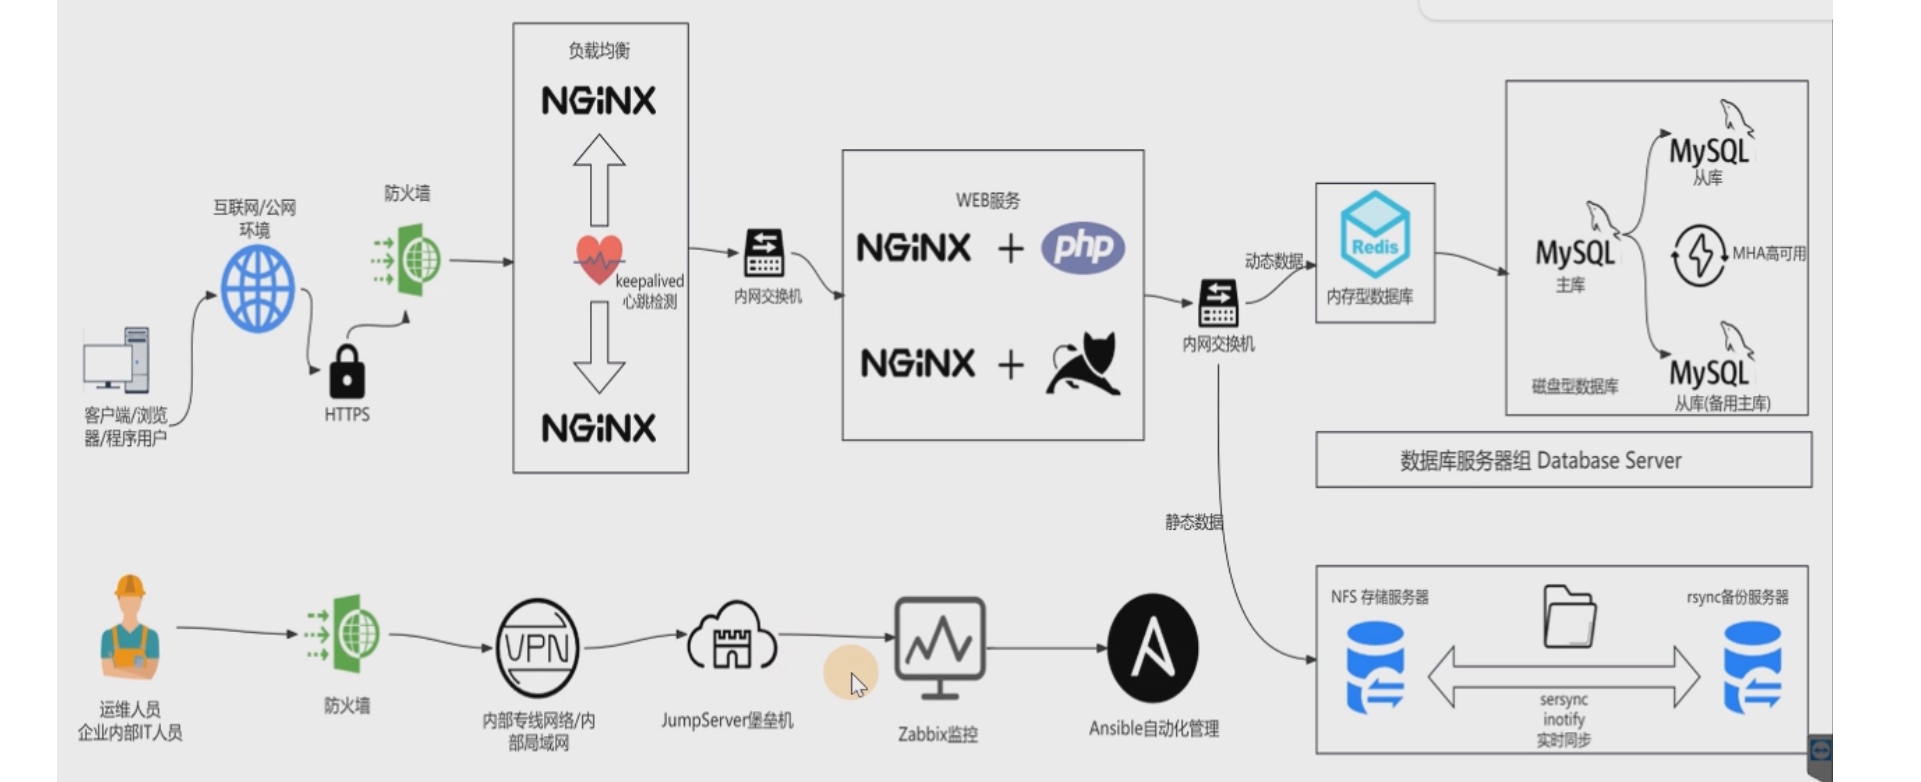 负载均衡
NGiNX
keepalived
心跳检测
NGiNX
防火墙
互联网/公网
环境
HTTPS
客户端/浏览
器/程序用户
内网交换机
WEB服务
NGiNX + php
NGiNX +
内网交换机
动态数据
静态数据
Redis
内存型数据库
MySQL
从库
MySQL
主库
MHA高可用
MySQL
从库(备用主库)
磁盘型数据库
数据库服务器组 Database Server
运维人员
企业内部IT人员
防火墙
VPN
内部专线网络/内
部局域网
JumpServer堡垒机
Zabbix监控
Ansible自动化管理
NFS 存储服务器
rsync备份服务器
sersync
inotify
实时同步